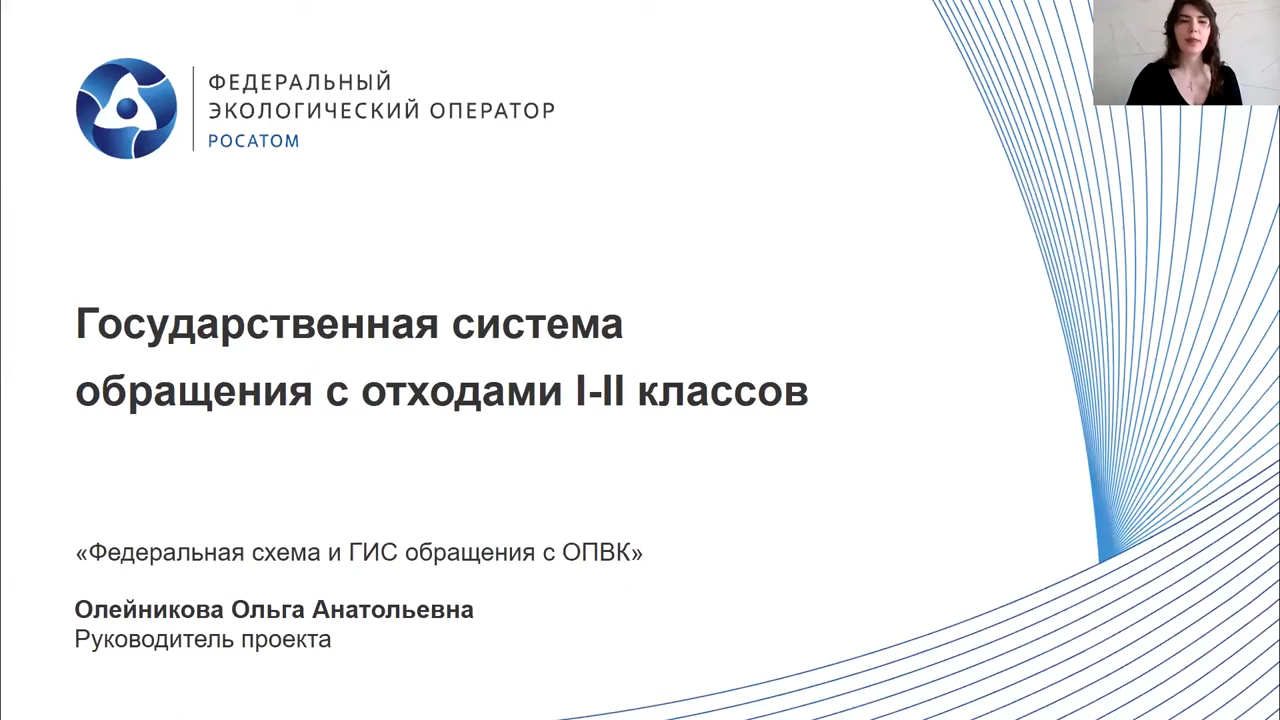 ФЕДЕРАЛЬНЫЙ
ЭКОЛОГИЧЕСКИЙ ОПЕРАТОР
РОСАТОМ
Государственная система
обращения с отходами I-II классов
«Федеральная схема и ГИС обращения с ОПВК»
Олейникова Ольга Анатольевна
Руководитель проекта